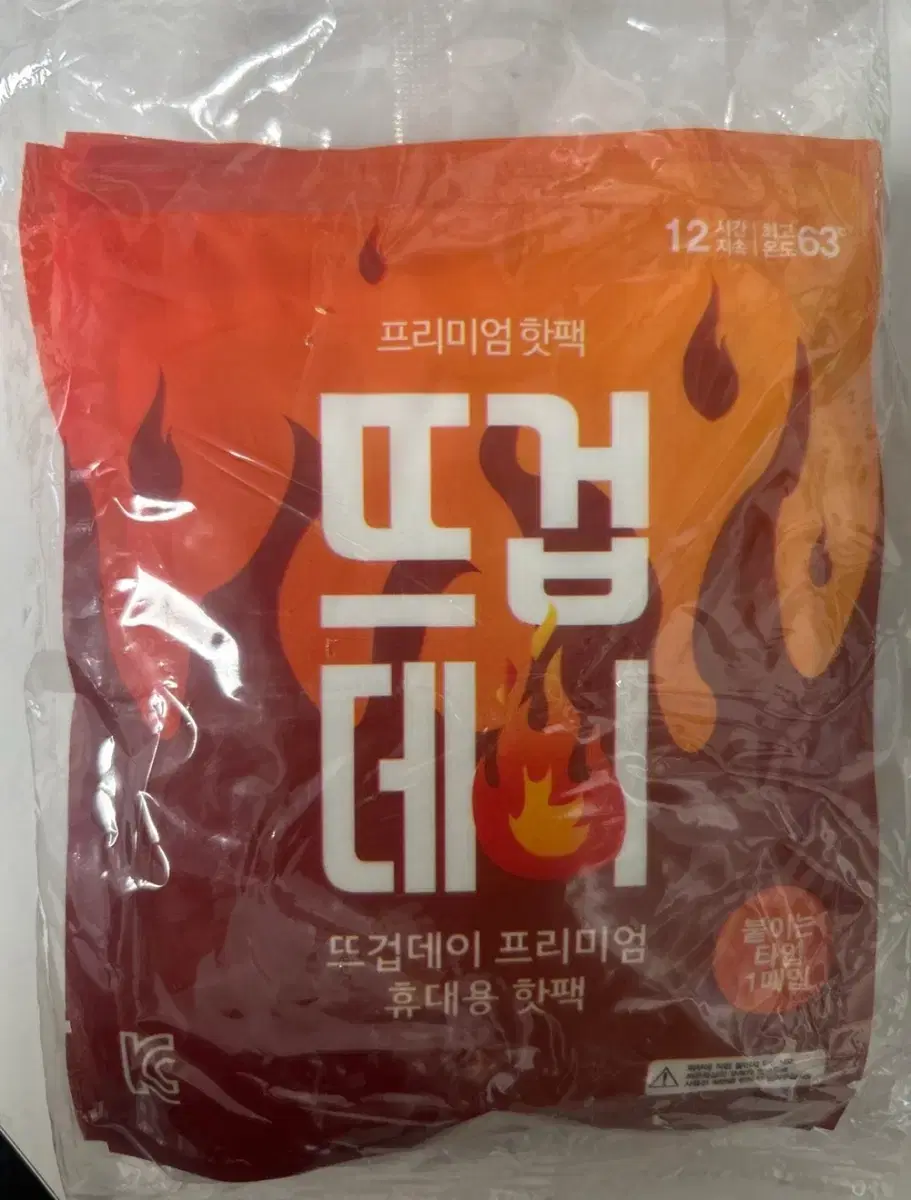 12 시간 지속 | 최고 온도 63℃
프리미엄 핫팩
뜨겁
데이
뜨겁데이 프리미엄
휴대용 핫팩
붙이는
타입
1매입
KC